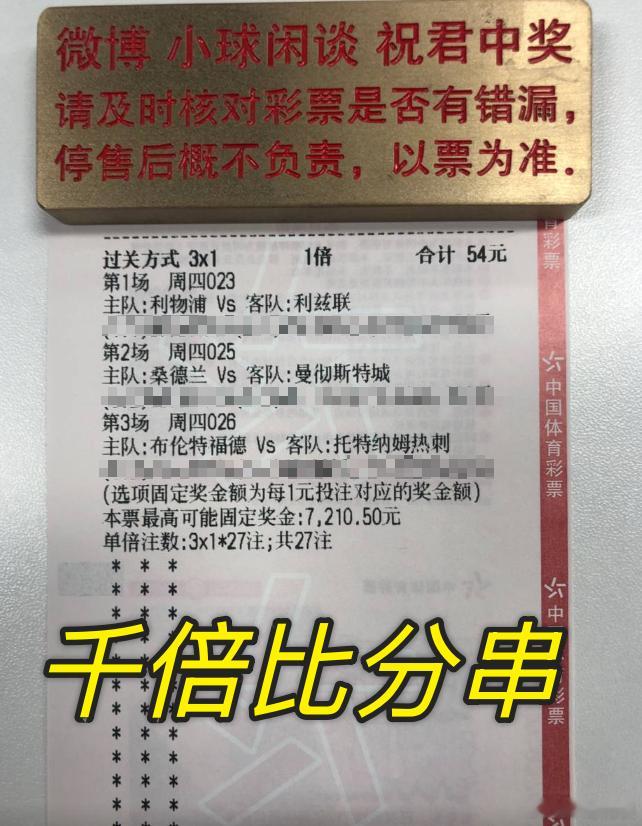 微博 小球闲谈 祝君中奖
请及时核对彩票是否有错漏，
停售后概不负责，以票为准.
过关方式 3x1 1倍 合计 54元
第1场 周四023
主队:利物浦 Vs 客队:利兹联
第2场 周四025
主队:桑德兰 Vs 客队:曼彻斯特城
第3场 周四026
主队:布伦特福德 Vs 客队:托特纳姆热刺
(选项固定奖金额为每1元投注对应的奖金额)
本票最高可能固定奖金:7,210.50元
单倍注数:3x1*27注;共27注
* * *
* * *
* * *
* * *
* * *
* * *
* * *
* * *
* * *
* * *
* * *
* * *
千倍比分串
育彩票
中国体育彩票
中
彩票